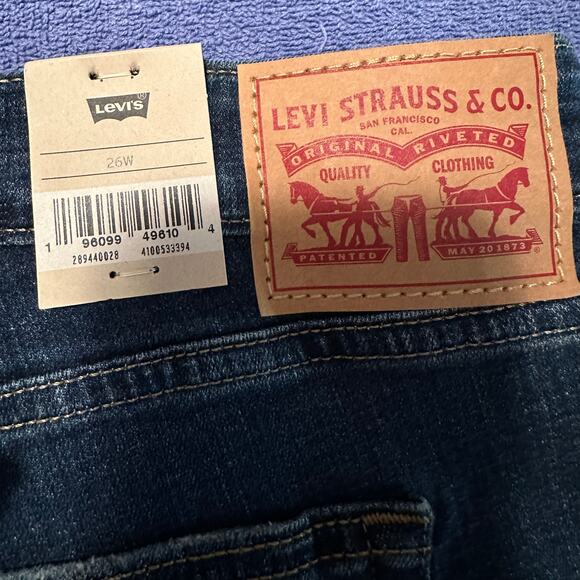 LEVI'S®
26W
1 96099 49610 4
289440028 4100533394
LEVI STRAUSS & CO.
SAN FRANCISCO
CAL.
ORIGINAL RIVETED
QUALITY CLOTHING
PATENTED MAY 20 1873 ®